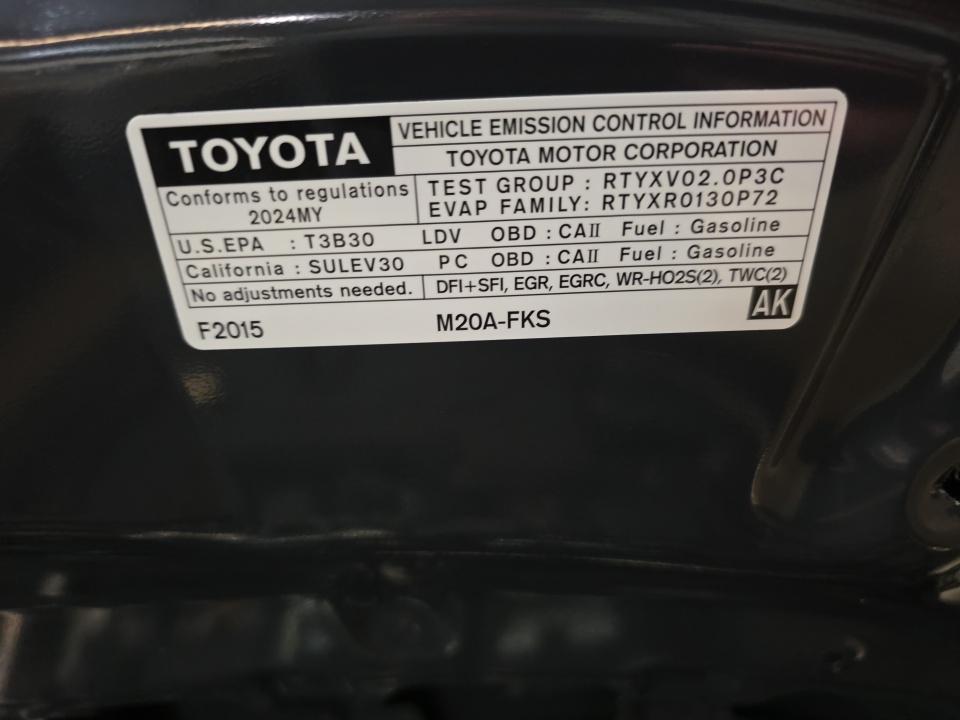 TOYOTA
VEHICLE EMISSION CONTROL INFORMATION
TOYOTA MOTOR CORPORATION
Conforms to regulations
2024MY
TEST GROUP : RTYXV02.0P3C
EVAP FAMILY: RTYXR0130P72
U.S.EPA : T3B30 LDV OBD : CAII Fuel : Gasoline
California : SULEV30 PC OBD : CAII Fuel : Gasoline
No adjustments needed. DFI+SFI, EGR, EGRC, WR-HO2S(2), TWC(2)
F2015 M20A-FKS AK